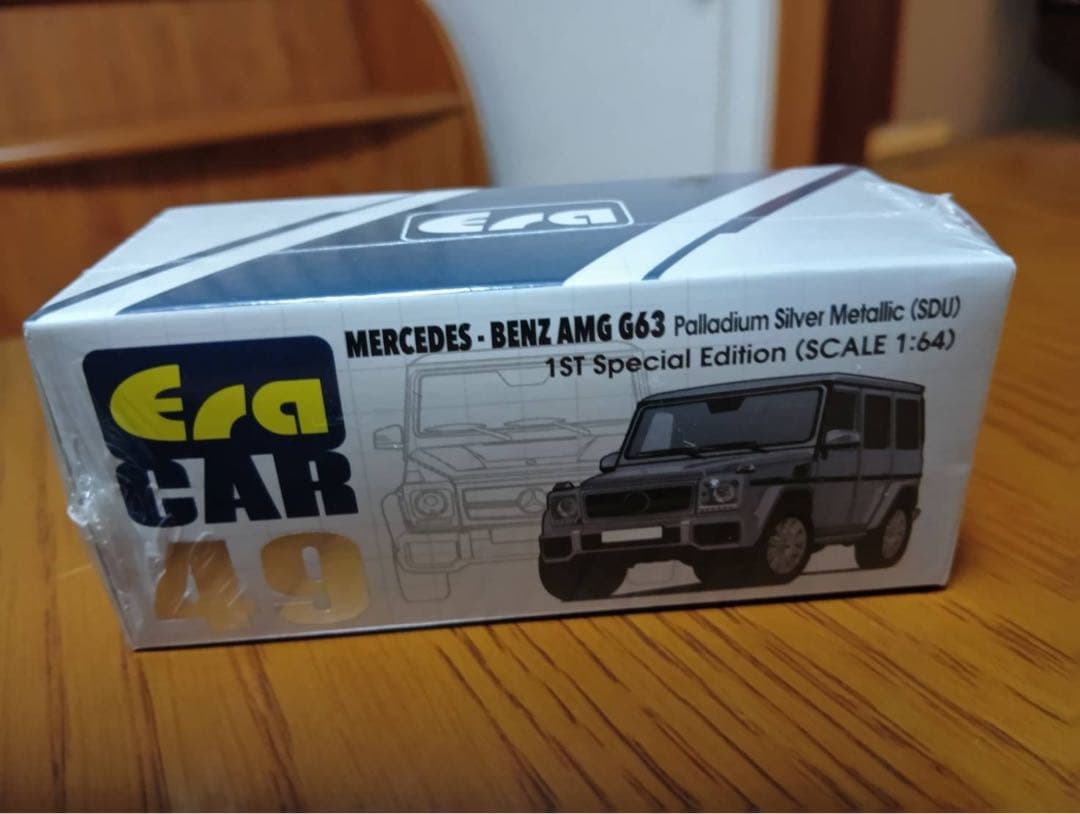 Era
MERCEDES - BENZ AMG G63 Palladium Silver Metallic (SDU)
1ST Special Edition (SCALE 1:64)
Era
CAR
49